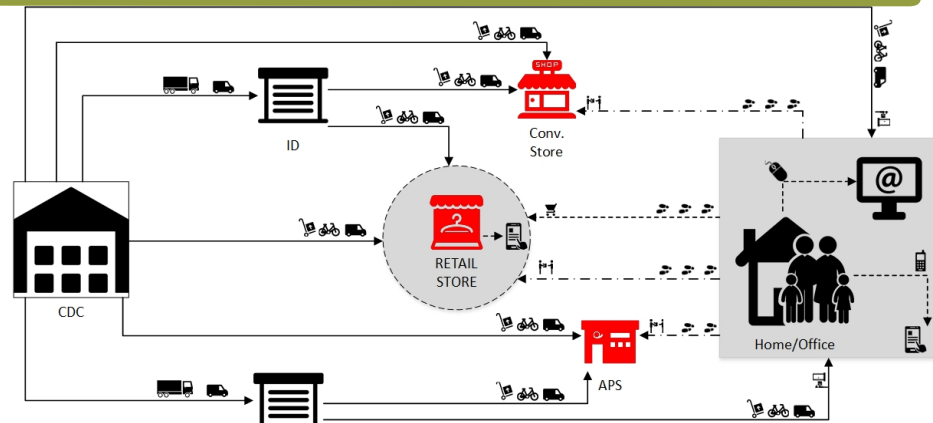 SHOP
Conv.
Store
ID
@
RETAIL
STORE
CDC
Home/Office
APS